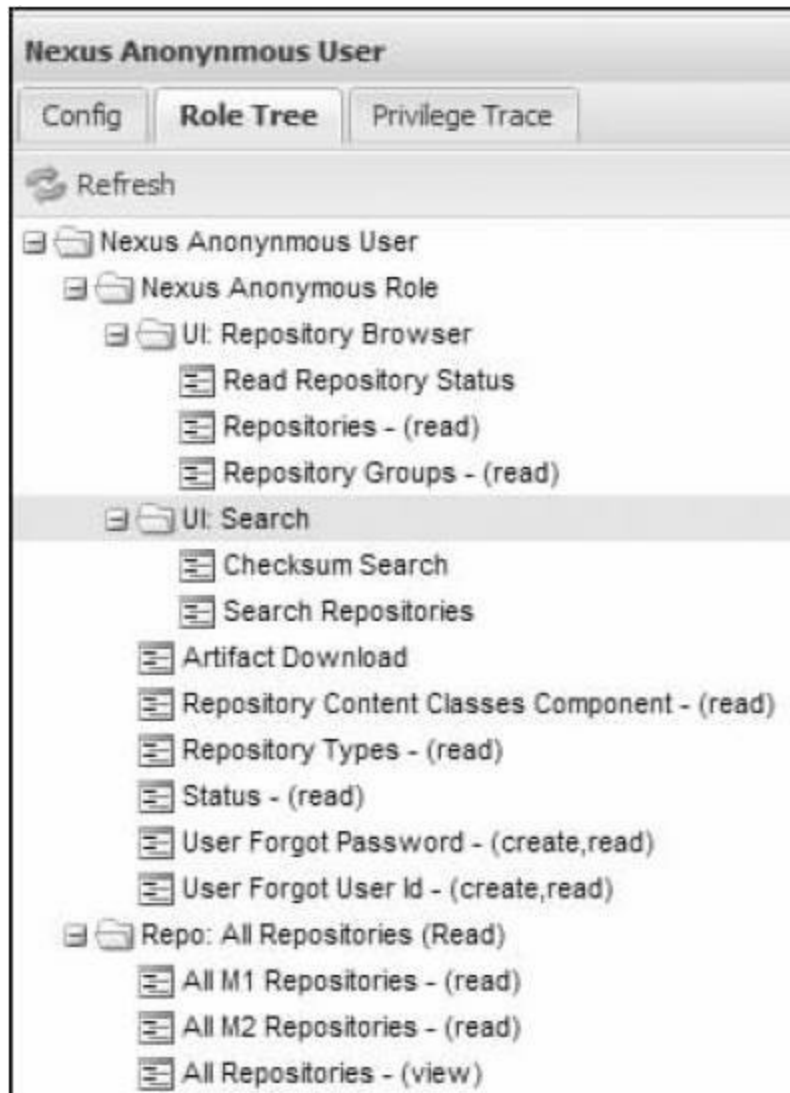 Nexus Anonynmous User
Config Role Tree Privilege Trace
Refresh
Nexus Anonynmous User
Nexus Anonymous Role
UI: Repository Browser
Read Repository Status
Repositories - (read)
Repository Groups - (read)
UI: Search
Checksum Search
Search Repositories
Artifact Download
Repository Content Classes Component - (read)
Repository Types - (read)
Status - (read)
User Forgot Password - (create,read)
User Forgot User Id - (create,read)
Repo: All Repositories (Read)
All M1 Repositories - (read)
All M2 Repositories - (read)
All Repositories - (view)